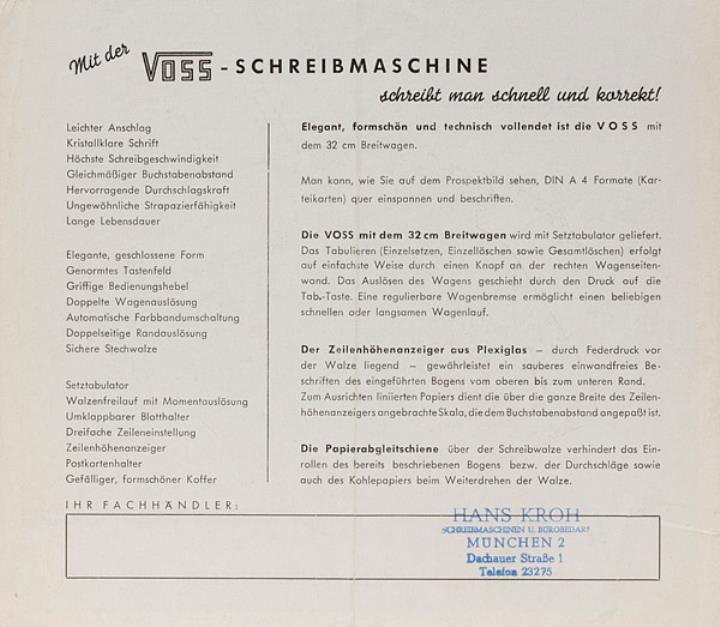 Mit der VOSS - SCHREIBMASCHINE
schreibt man schnell und korrekt!
Leichter Anschlag
Kristallklare Schrift
Höchste Schreibgeschwindigkeit
Gleichmäßiger Buchstabenabstand
Hervorragende Durchschlagskraft
Ungewöhnliche Strapazierfähigkeit
Lange Lebensdauer
Elegante, geschlossene Form
Genormtes Tastenfeld
Griffige Bedienungshebel
Doppelte Wagenauslösung
Automatische Farbbandumschaltung
Doppelseitige Randauslösung
Sichere Stechwalze
Setztabulator
Walzenfreilauf mit Momentauslösung
Umklappbarer Blatthalter
Dreifache Zeileneinstellung
Zeilenhöhenanzeiger
Postkartenhalter
Gefälliger, formschöner Koffer
Elegant, formschön und technisch vollendet ist die VOSS mit
dem 32 cm Breitwagen.
Man kann, wie Sie auf dem Prospektbild sehen, DIN A 4 Formate (Kar-
teikarten) quer einspannen und beschriften.
Die VOSS mit dem 32 cm Breitwagen wird mit Setztabulator geliefert.
Das Tabulieren (Einzelsetzen, Einzellöschen sowie Gesamtlöschen) erfolgt
auf einfachste Weise durch einen Knopf an der rechten Wagenseiten-
wand. Das Auslösen des Wagens geschieht durch den Druck auf die
Tab.-Taste. Eine regulierbare Wagenbremse ermöglicht einen beliebigen
schnellen oder langsamen Wagenlauf.
Der Zeilenhöhenanzeiger aus Plexiglas – durch Federdruck vor
der Walze liegend – gewährleistet ein sauberes einwandfreies Be-
schriften des eingeführten Bogens vom oberen bis zum unteren Rand.
Zum Ausrichten liniierten Papiers dient die über die ganze Breite des Zeilen-
höhenanzeigers angebrachte Skala, die dem Buchstabenabstand angepaßt ist.
Die Papierabgleitschiene über der Schreibwalze verhindert das Ein-
rollen des bereits beschriebenen Bogens bezw. der Durchschläge sowie
auch des Kohlepapiers beim Weiterdrehen der Walze.
IHR FACHHÄNDLER:
HANS KROH
SCHREIBMASCHINEN U. BÜROBEDARF
MÜNCHEN 2
Dachauer Straße 1
Telefon 23275